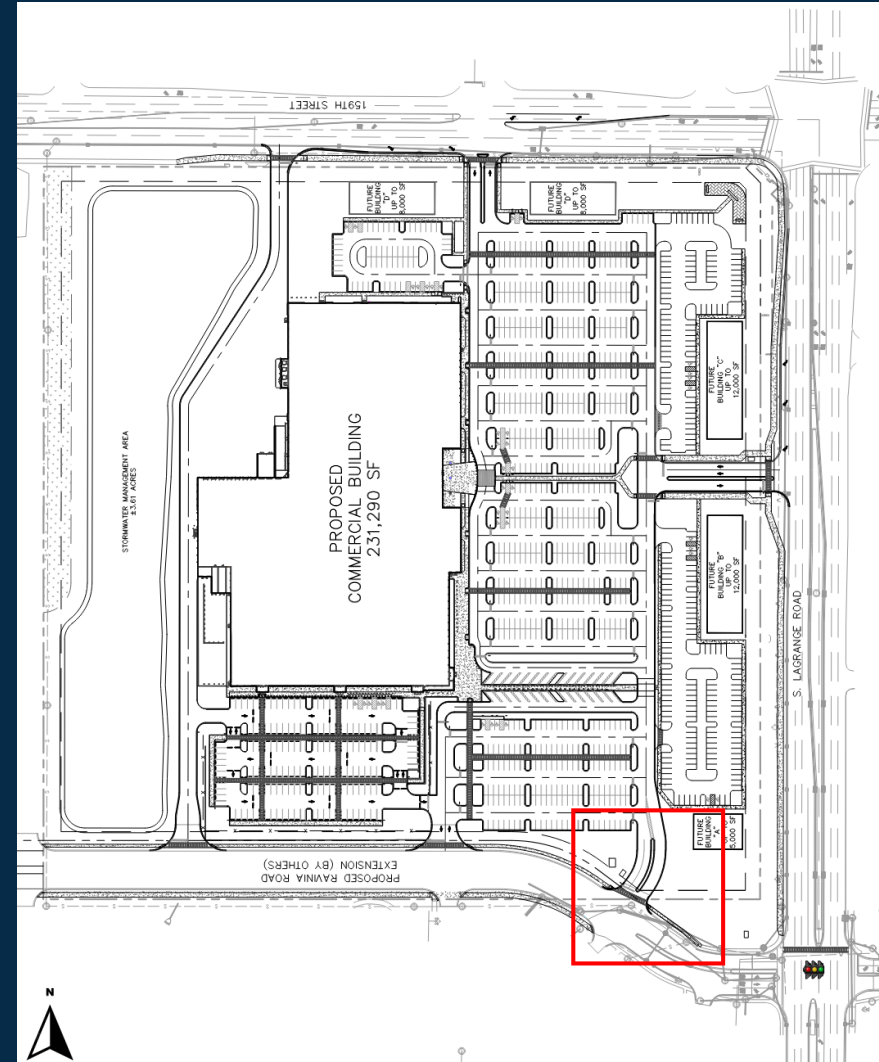 159TH STREET
FUTURE
BUILDING "D"
UP TO
8,000 SF
FUTURE
BUILDING "D"
UP TO
8,000 SF
FUTURE
BUILDING "C"
UP TO
12,000 SF
STORMWATER MANAGEMENT AREA
±3.61 ACRES
PROPOSED
COMMERCIAL BUILDING
231,290 SF
FUTURE
BUILDING "B"
UP TO
12,000 SF
S. LAGRANGE ROAD
FUTURE
BUILDING
"A"
5,000 SF
PROPOSED RAVINIA ROAD
EXTENSION (BY OTHERS)
N